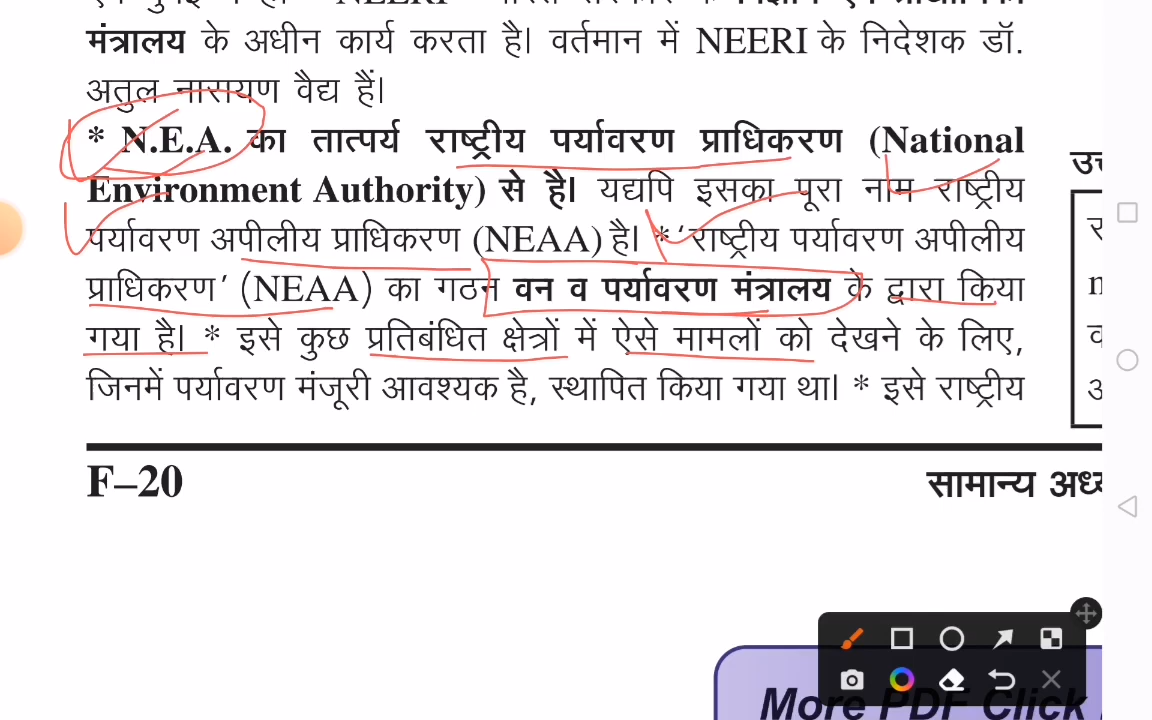 मंत्रालय के अधीन कार्य करता है। वर्तमान में NEERI के निदेशक डॉ.
अतुल नारायण वैद्य हैं।
* N.E.A. का तात्पर्य राष्ट्रीय पर्यावरण प्राधिकरण (National
Environment Authority) से है। यद्यपि इसका पूरा नाम राष्ट्रीय
पर्यावरण अपीलीय प्राधिकरण (NEAA) है। * 'राष्ट्रीय पर्यावरण अपीलीय
प्राधिकरण' (NEAA) का गठन वन व पर्यावरण मंत्रालय के द्वारा किया
गया है। * इसे कुछ प्रतिबंधित क्षेत्रों में ऐसे मामलों को देखने के लिए,
जिनमें पर्यावरण मंजूरी आवश्यक है, स्थापित किया गया था। * इसे राष्ट्रीय
F–20
सामान्य
More PDF Click